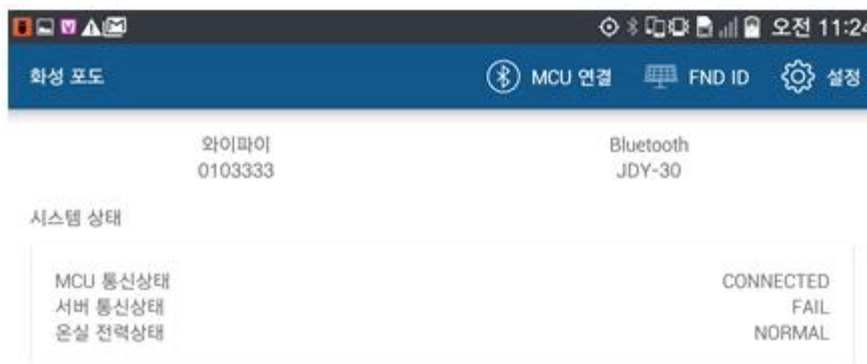 오전 11:24
화성 포도 MCU 연결 FND ID 설정
와이파이 Bluetooth
0103333 JDY-30
시스템 상태
MCU 통신상태 CONNECTED
서버 통신상태 FAIL
온실 전력상태 NORMAL